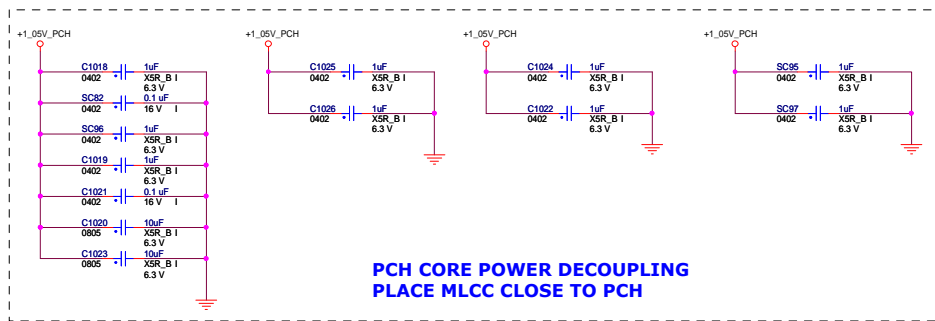 +1_05V_PCH
C1018 1uF
0402 X5R_B I
6.3 V
SC82 0.1 uF
0402 16 V I
SC96 1uF
0402 X5R_B I
6.3 V
C1019 1uF
0402 X5R_B I
6.3 V
C1021 0.1 uF
0402 16 V I
C1020 10uF
0805 X5R_B I
6.3 V
C1023 10uF
0805 X5R_B I
6.3 V
+1_05V_PCH
C1025 1uF
0402 X5R_B I
6.3 V
C1026 1uF
0402 X5R_B I
6.3 V
+1_05V_PCH
C1024 1uF
0402 X5R_B I
6.3 V
C1022 1uF
0402 X5R_B I
6.3 V
+1_05V_PCH
SC95 1uF
0402 X5R_B I
6.3 V
SC97 1uF
0402 X5R_B I
6.3 V
PCH CORE POWER DECOUPLING
PLACE MLCC CLOSE TO PCH